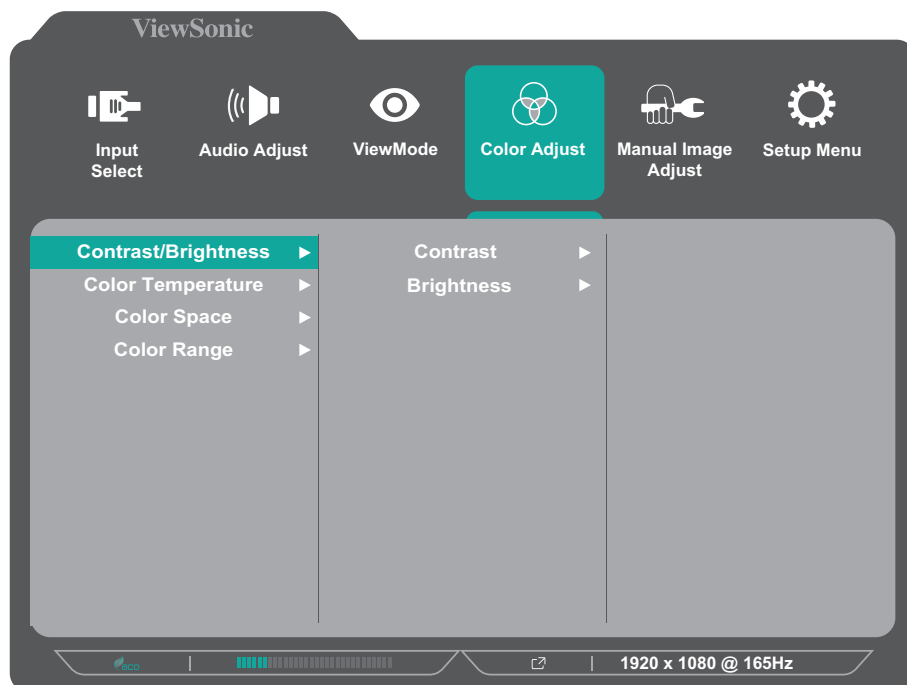 ViewSonic
Input
Select
Audio Adjust
ViewMode
Color Adjust
Manual Image
Adjust
Setup Menu
Contrast/Brightness
Color Temperature
Color Space
Color Range
Contrast
Brightness
eco
1920 x 1080 @ 165Hz